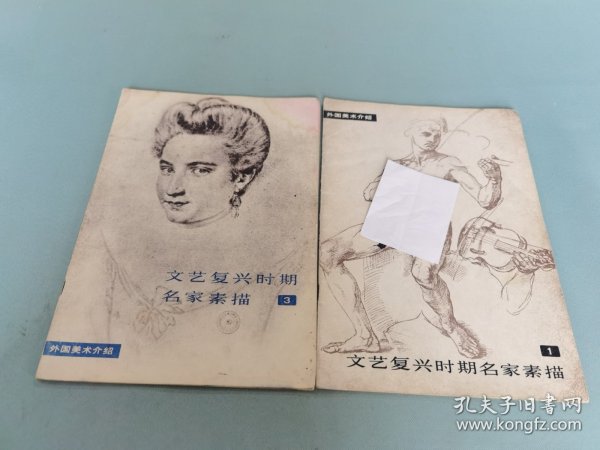 文艺复兴时期
名家素描 3
外国美术介绍
外国美术介绍
1
文艺复兴时期名家素描
孔夫子旧书网
www.kongfz.com